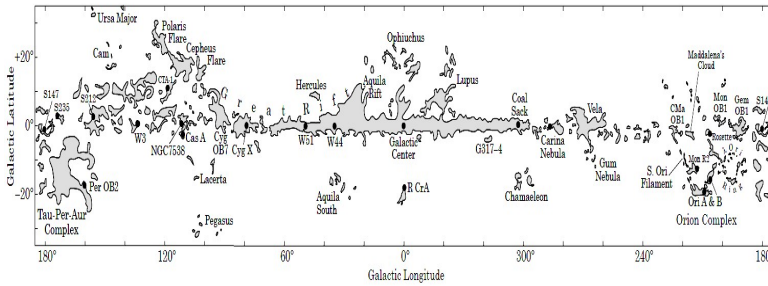 Ursa Major
Polaris
Flare
Cepheus
Flare
Cam
CTA-1
S147
S235
S212
W3
NGC7538
Cas A
Cyg
OB7
Cyg X
Lacerta
Pegasus
Per OB2
Tau-Per-Aur
Complex
Great Rift
Hercules
W51
W44
Aquila
Rift
Aquila
South
Ophiuchus
Lupus
Galactic
Center
R CrA
G317-4
Coal
Sack
Carina
Nebula
Chamaeleon
Vela
Gum
Nebula
Maddalena's
Cloud
CMa
OB1
Mon
OB1
Gem
OB1
S147
Rosette
Mon R2
S. Ori
Filament
Ring
Ori A & B
Orion Complex
Galactic Latitude
+20°
0°
−20°
180°
120°
60°
0°
300°
240°
180
Galactic Longitude